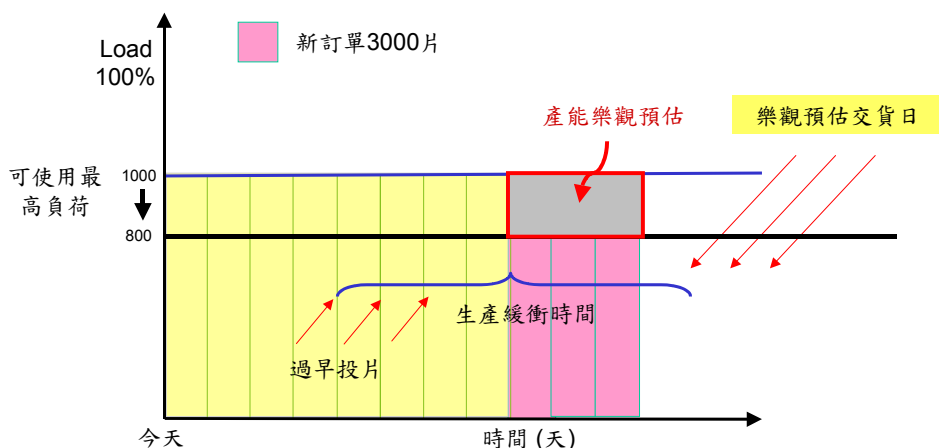 Load
100%
新訂單3000片
產能樂觀預估
樂觀預估交貨日
可使用最
高負荷
1000
800
生產緩衝時間
過早投片
今天
時間 (天)